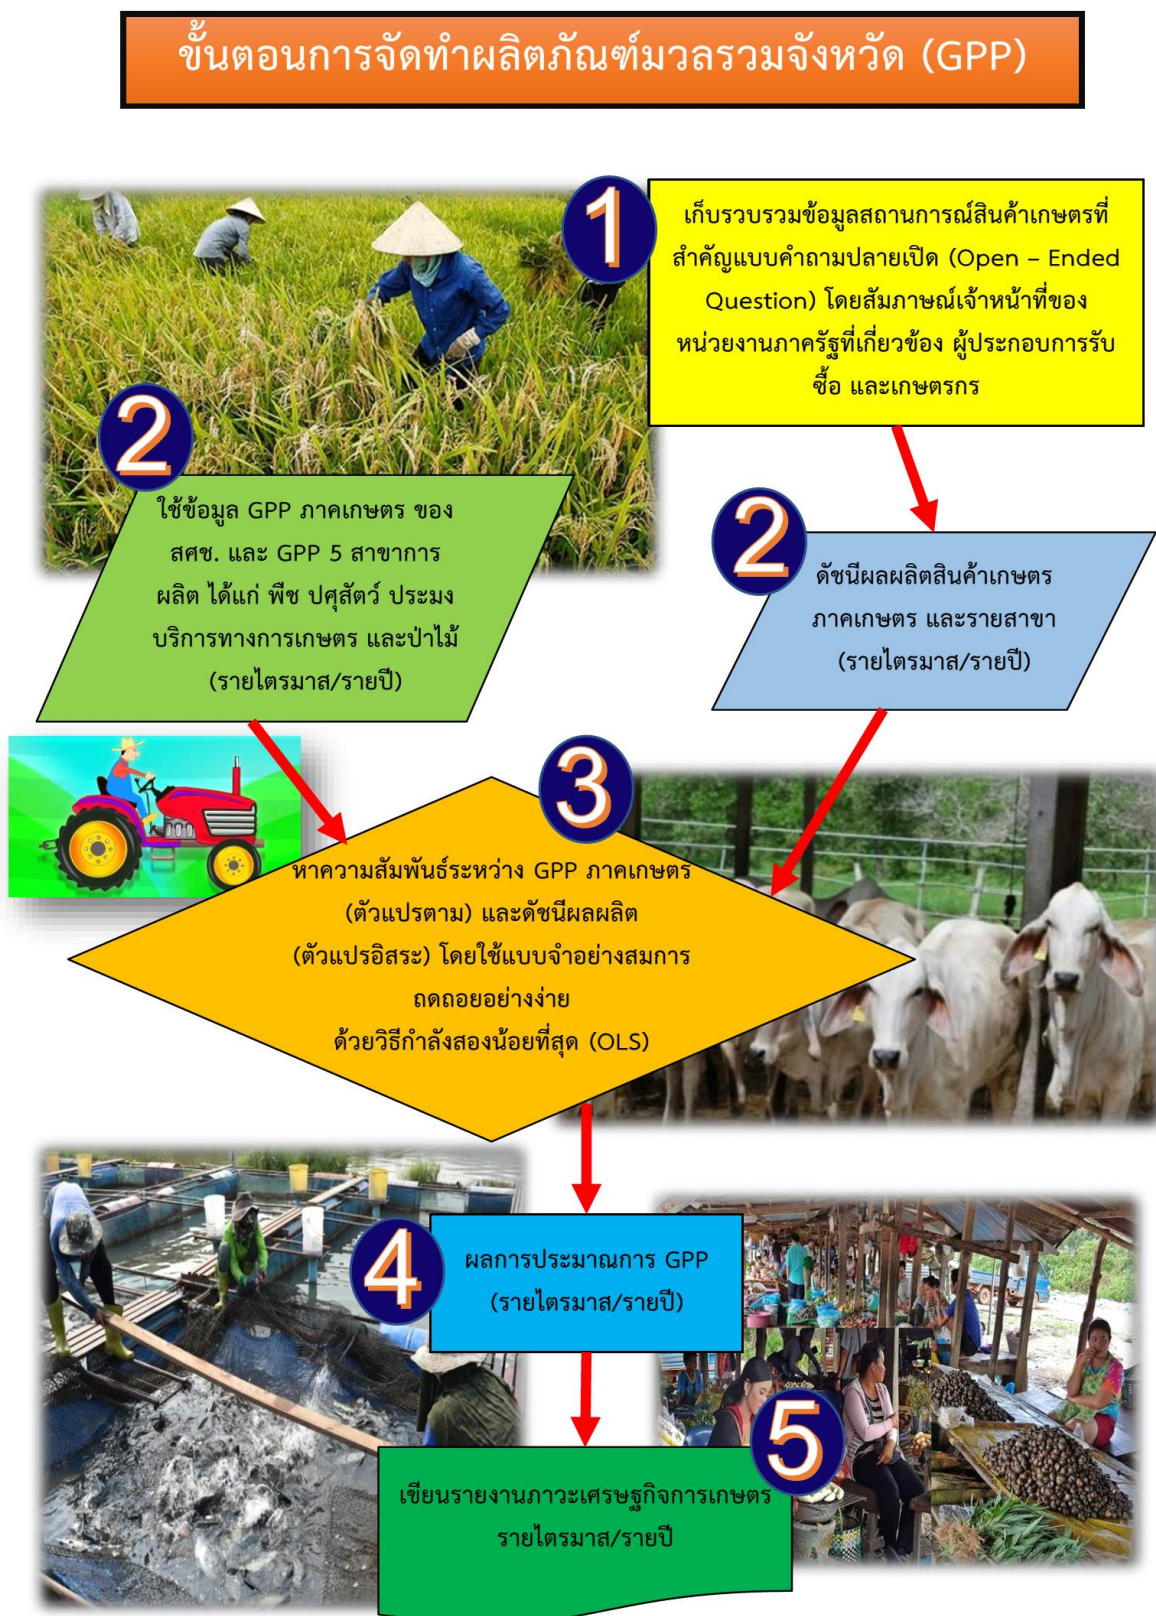 ขั้นตอนการจัดทำผลิตภัณฑ์มวลรวมจังหวัด (GPP)
1
เก็บรวบรวมข้อมูลสถานการณ์สินค้าเกษตรที่
สำคัญแบบคำถามปลายเปิด (Open – Ended
Question) โดยสัมภาษณ์เจ้าหน้าที่ของ
หน่วยงานภาครัฐที่เกี่ยวข้อง ผู้ประกอบการรับ
ซื้อ และเกษตรกร
2
ใช้ข้อมูล GPP ภาคเกษตร ของ
สศช. และ GPP 5 สาขาการ
ผลิต ได้แก่ พืช ปศุสัตว์ ประมง
บริการทางการเกษตร และป่าไม้
(รายไตรมาส/รายปี)
2
ดัชนีผลผลิตสินค้าเกษตร
ภาคเกษตร และรายสาขา
(รายไตรมาส/รายปี)
3
หาความสัมพันธ์ระหว่าง GPP ภาคเกษตร
(ตัวแปรตาม) และดัชนีผลผลิต
(ตัวแปรอิสระ) โดยใช้แบบจำอย่างสมการ
ถดถอยอย่างง่าย
ด้วยวิธีกำลังสองน้อยที่สุด (OLS)
4
ผลการประมาณการ GPP
(รายไตรมาส/รายปี)
5
เขียนรายงานภาวะเศรษฐกิจการเกษตร
รายไตรมาส/รายปี